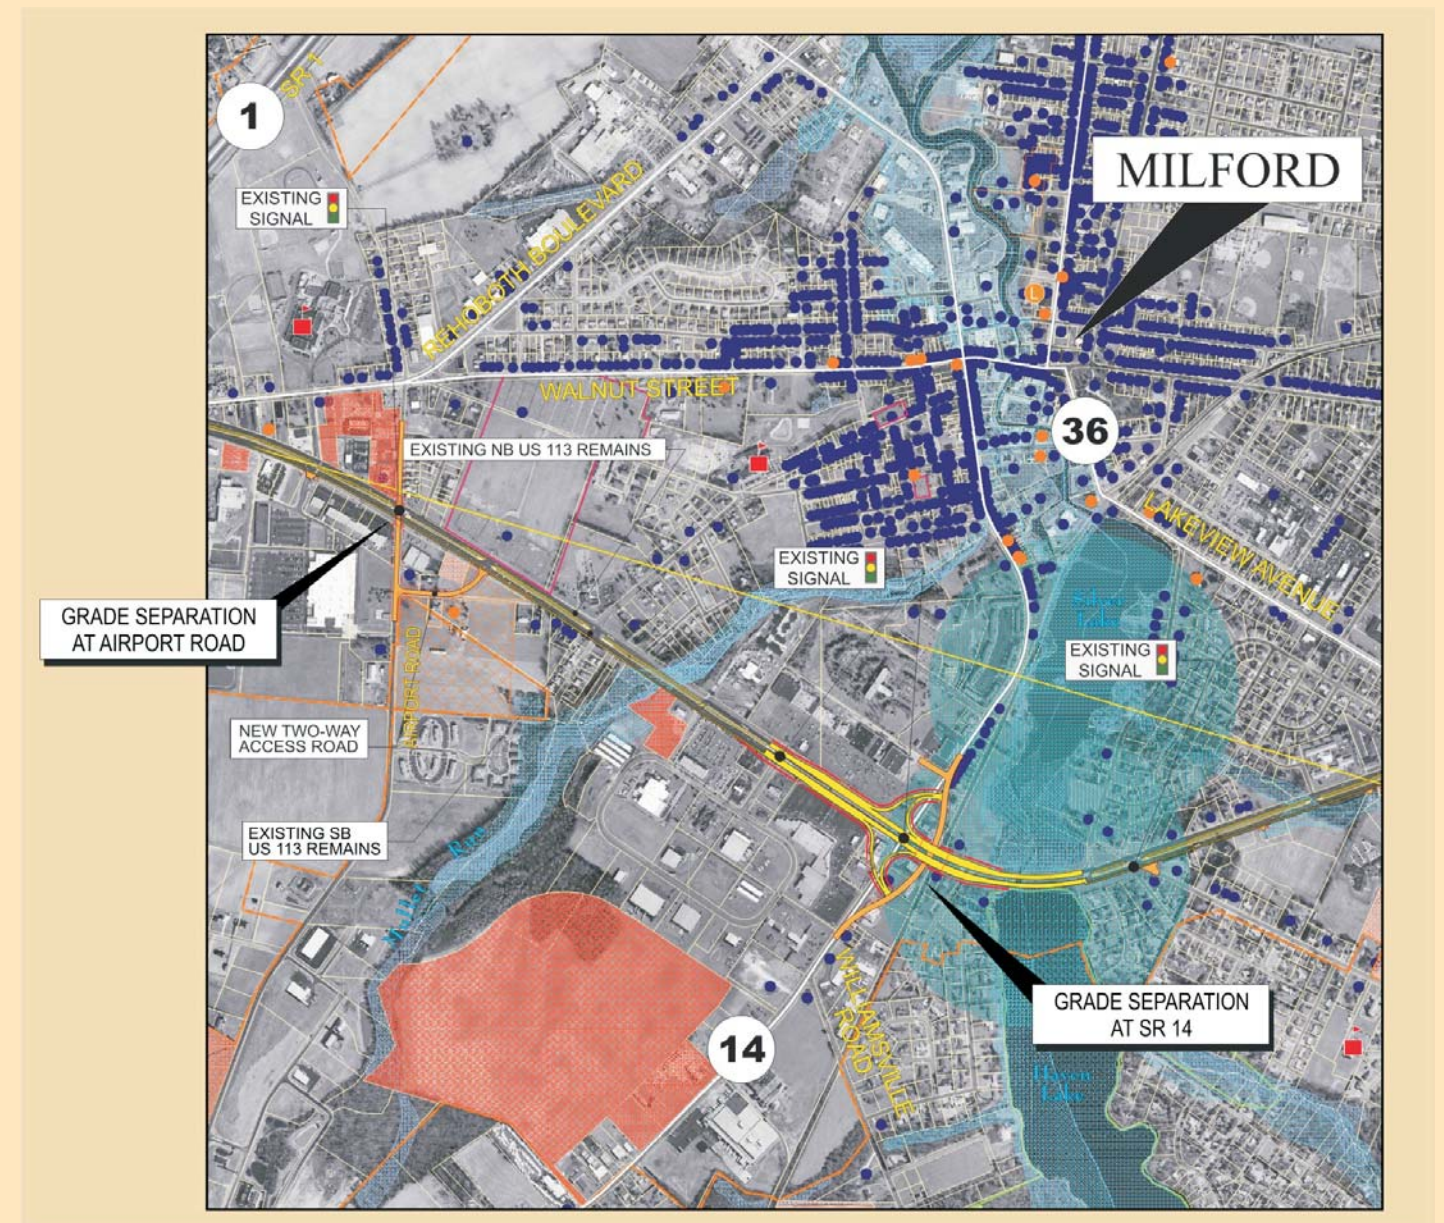 SR 1
1
EXISTING
SIGNAL
REHOBOTH BOULEVARD
MILFORD
L
WALNUT STREET
36
EXISTING NB US 113 REMAINS
LAKEVIEW AVENUE
EXISTING
SIGNAL
GRADE SEPARATION
AT AIRPORT ROAD
Silver
Lake
EXISTING
SIGNAL
AIRPORT ROAD
NEW TWO-WAY
ACCESS ROAD
EXISTING SB
US 113 REMAINS
Mullet
Run
WILLIAMSVILLE
ROAD
GRADE SEPARATION
AT SR 14
14
Haven
Lake